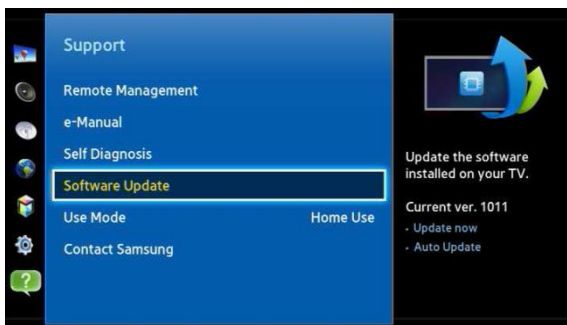 Support
Remote Management
e-Manual
Self Diagnosis
Software Update
Use Mode Home Use
Contact Samsung
Update the software
installed on your TV.
Current ver. 1011
• Update now
• Auto Update
?